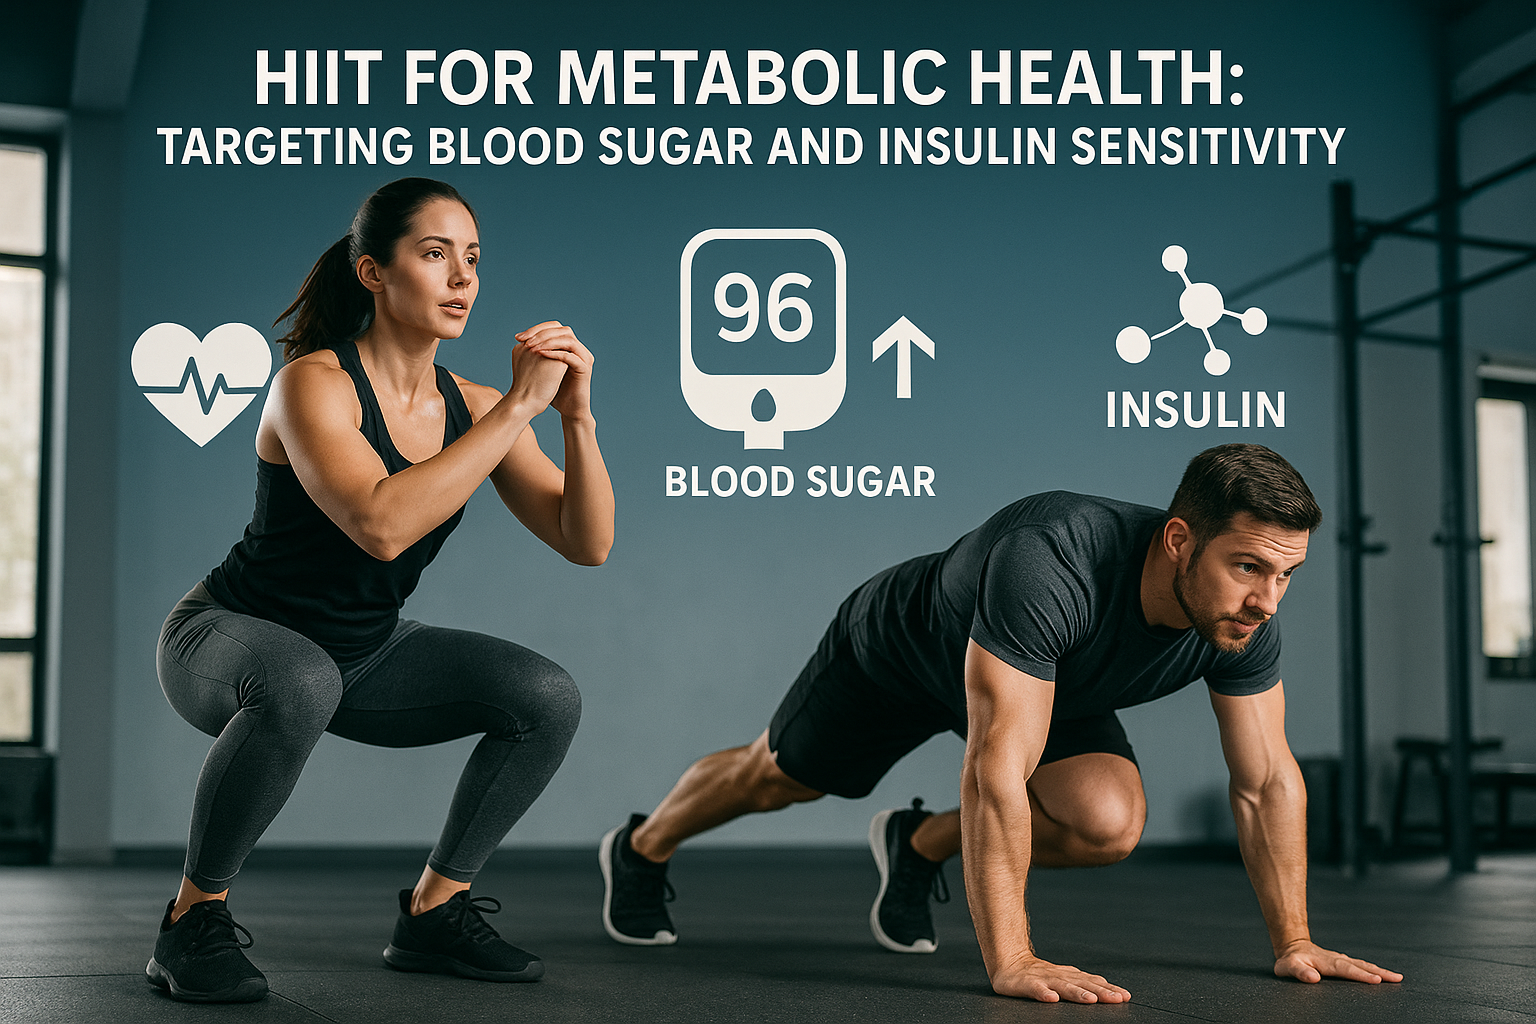 HIIT FOR METABOLIC HEALTH:
TARGETING BLOOD SUGAR AND INSULIN SENSITIVITY
96
BLOOD SUGAR
INSULIN